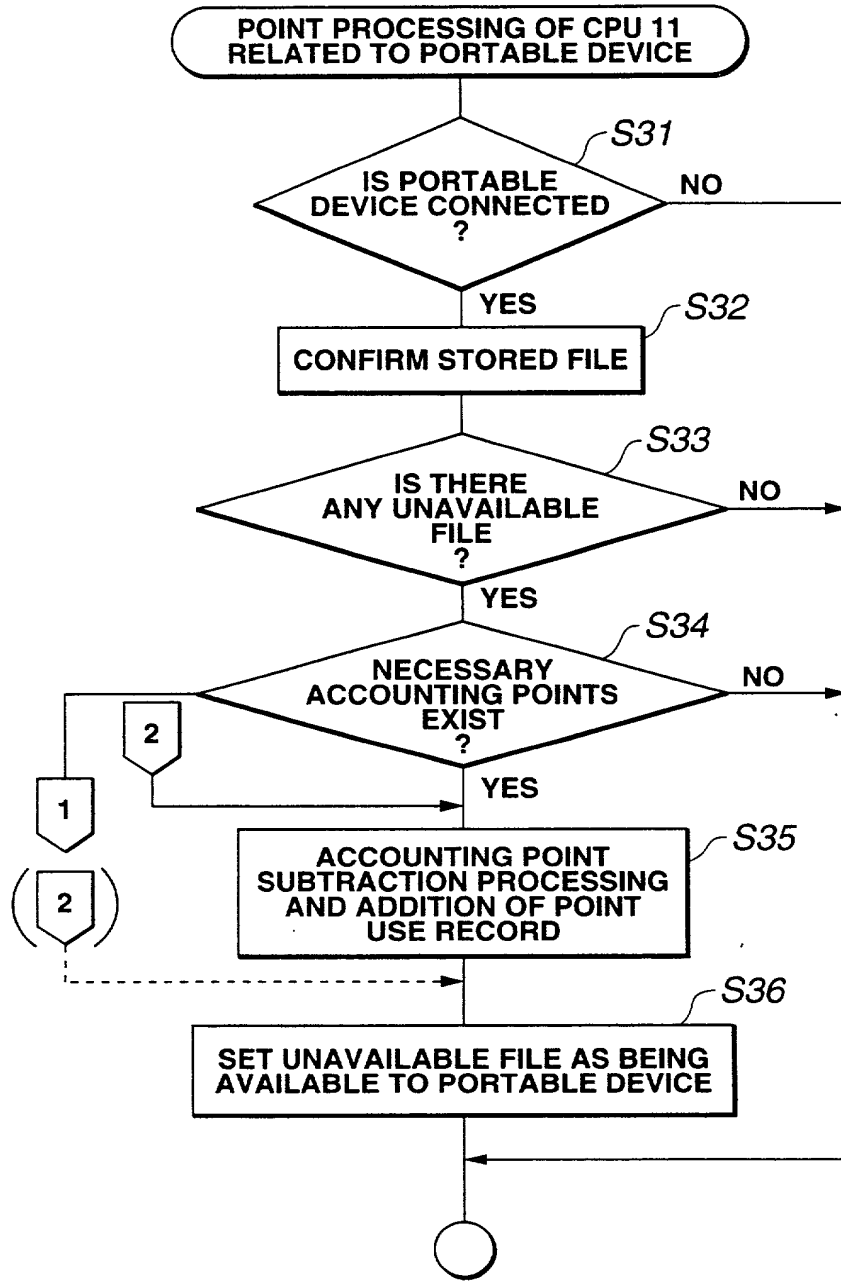 POINT PROCESSING OF CPU 11
RELATED TO PORTABLE DEVICE
S31
IS PORTABLE
DEVICE CONNECTED
?
NO
YES
S32
CONFIRM STORED FILE
S33
IS THERE
ANY UNAVAILABLE
FILE
?
NO
YES
S34
NECESSARY
ACCOUNTING POINTS
EXIST
?
NO
2
YES
1
S35
ACCOUNTING POINT
SUBTRACTION PROCESSING
AND ADDITION OF POINT
USE RECORD
(2)
S36
SET UNAVAILABLE FILE AS BEING
AVAILABLE TO PORTABLE DEVICE